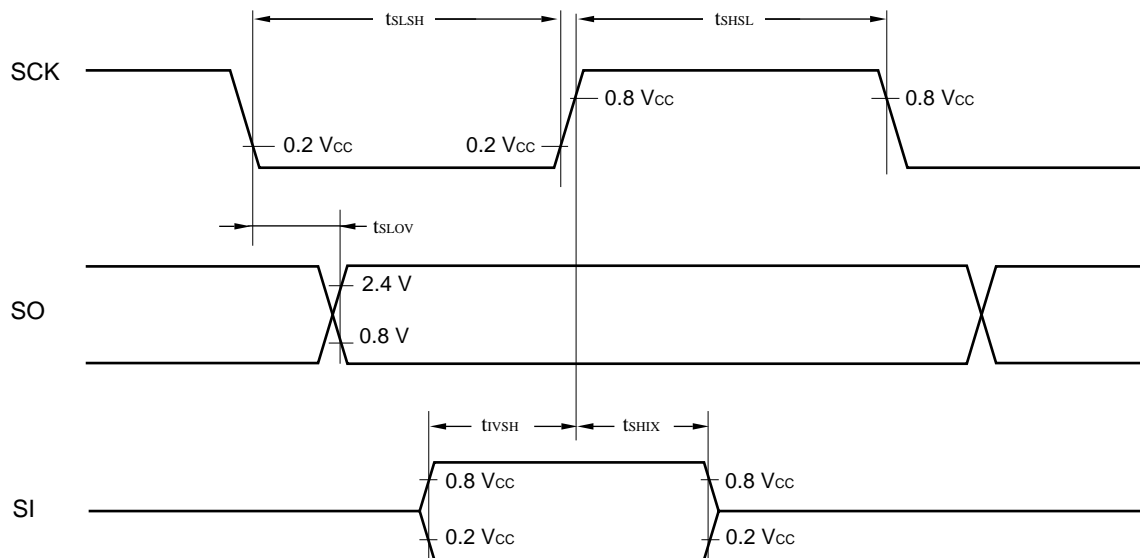 tSLSH tSHSL
SCK
0.8 VCC 0.8 VCC
0.2 VCC 0.2 VCC
tSLOV
2.4 V
SO
0.8 V
tIVSH tSHIX
0.8 VCC 0.8 VCC
SI
0.2 VCC 0.2 VCC